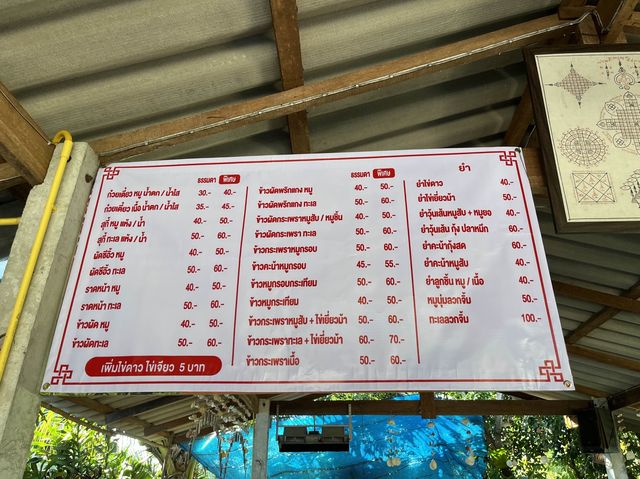 ธรรมดา พิเศษ
ก๋วยเตี๋ยว หมู น้ำตก / น้ำใส 30.- 40.-
ก๋วยเตี๋ยว เนื้อ น้ำตก / น้ำใส 35.- 45.-
สุกี้ หมู แห้ง / น้ำ 40.- 50.-
สุกี้ ทะเล แห้ง / น้ำ 50.- 60.-
ผัดซีอิ้ว หมู 40.- 50.-
ผัดซีอิ้ว ทะเล 50.- 60.-
ราดหน้า หมู 40.- 50.-
ราดหน้า ทะเล 50.- 60.-
ข้าวผัด หมู 40.- 50.-
ข้าวผัดทะเล 50.- 60.-
เพิ่มไข่ดาว ไข่เจียว 5 บาท
ธรรมดา พิเศษ
ข้าวผัดพริกแกง หมู 40.- 50.-
ข้าวผัดพริกแกง ทะเล 50.- 60.-
ข้าวผัดกระเพราหมูสับ / หมูชิ้น 40.- 50.-
ข้าวผัดกระเพรา ทะเล 50.- 60.-
ข้าวกระเพราหมูกรอบ 50.- 60.-
ข้าวคะน้าหมูกรอบ 45.- 55.-
ข้าวหมูกรอบกระเทียม 50.- 60.-
ข้าวหมูกระเทียม 40.- 50.-
ข้าวกระเพราหมูสับ + ไข่เยี่ยวม้า 50.- 60.-
ข้าวกระเพราทะเล + ไข่เยี่ยวม้า 60.- 70.-
ข้าวกระเพราเนื้อ 50.- 60.-
ยำ
ยำไข่ดาว 40.-
ยำไข่เยี่ยวม้า 50.-
ยำวุ้นเส้นหมูสับ + หมูยอ 40.-
ยำวุ้นเส้น กุ้ง ปลาหมึก 60.-
ยำคะน้ากุ้งสด 60.-
ยำคะน้าหมูสับ 40.-
ยำลูกชิ้น หมู / เนื้อ 40.-
หมูนุ่มลวกจิ้ม 50.-
ทะเลลวกจิ้ม 100.-